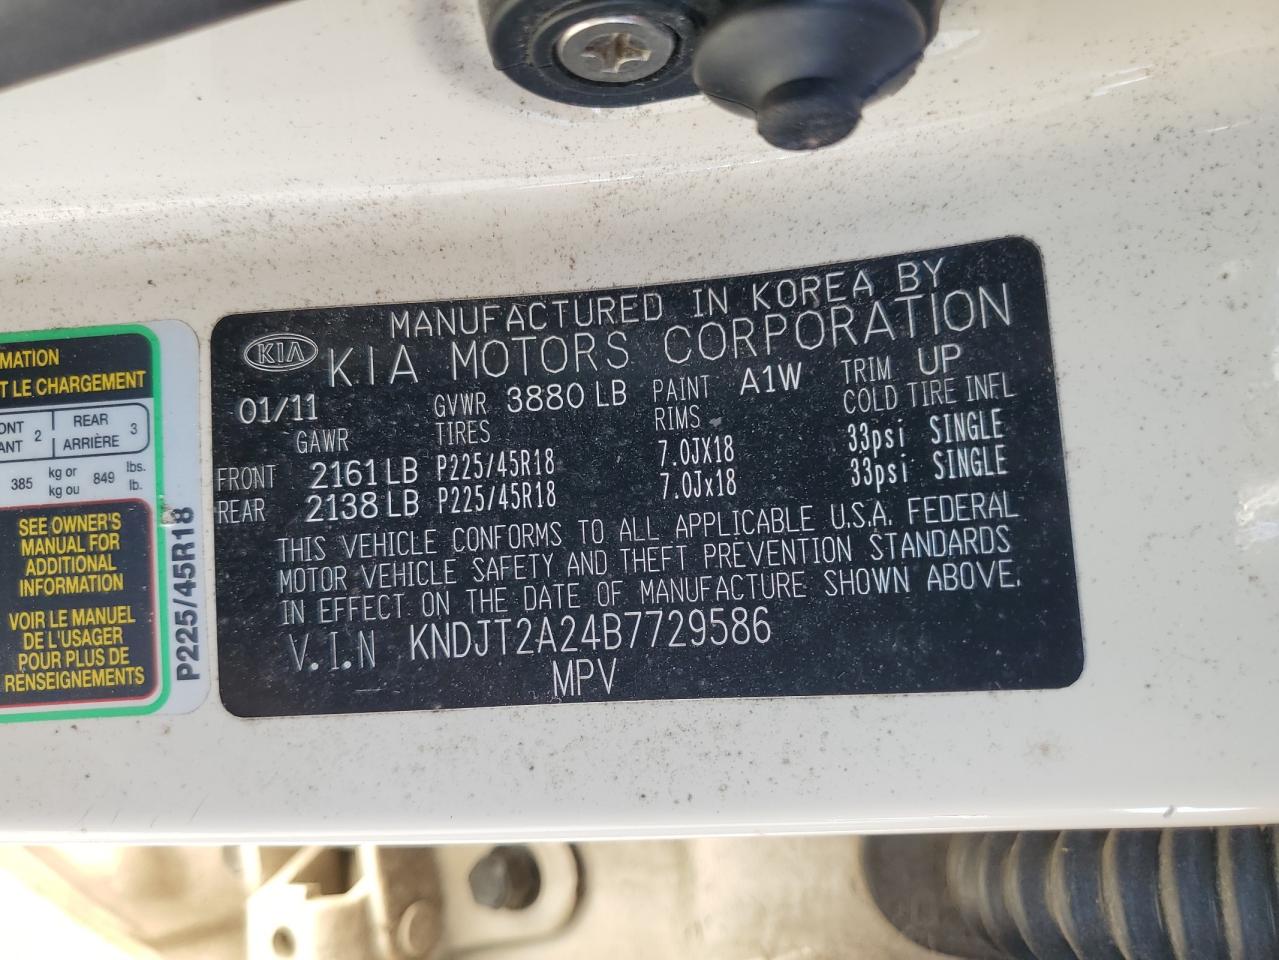 MATION
T LE CHARGEMENT
ONT 2 REAR 3
ANT ARRIÈRE
385 kg or 849 lbs.
kg ou lb.
SEE OWNER'S
MANUAL FOR
ADDITIONAL
INFORMATION
VOIR LE MANUEL
DE L'USAGER
POUR PLUS DE
RENSEIGNEMENTS
P225/45R18
MANUFACTURED IN KOREA BY
KIA KIA MOTORS CORPORATION
01/11 GVWR 3880 LB PAINT A1W TRIM UP
GAWR TIRES RIMS COLD TIRE INFL
FRONT 2161 LB P225/45R18 7.0JX18 33psi SINGLE
REAR 2138 LB P225/45R18 7.0Jx18 33psi SINGLE
THIS VEHICLE CONFORMS TO ALL APPLICABLE U.S.A. FEDERAL
MOTOR VEHICLE SAFETY AND THEFT PREVENTION STANDARDS
IN EFFECT ON THE DATE OF MANUFACTURE SHOWN ABOVE.
V.I.N KNDJT2A24B7729586
MPV